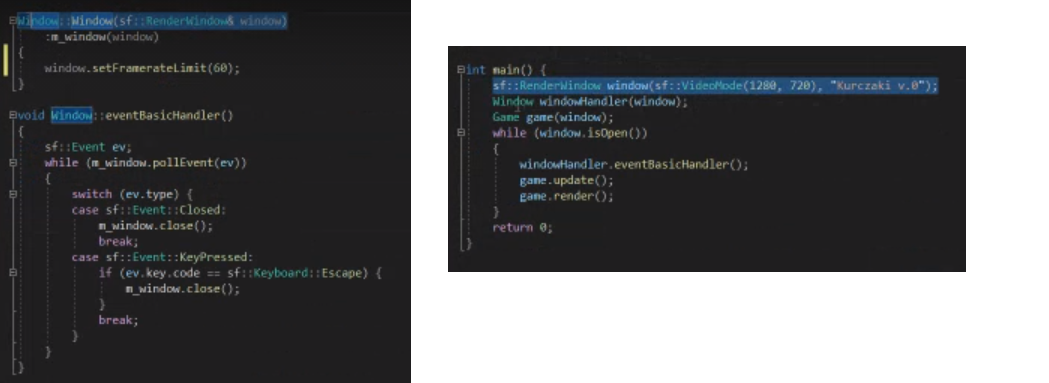 Window::Window(sf::RenderWindow& window)
:m_window(window)
{
window.setFramerateLimit(60);
}
void Window::eventBasicHandler()
{
sf::Event ev;
while (m_window.pollEvent(ev))
{
switch (ev.type) {
case sf::Event::Closed:
m_window.close();
break;
case sf::Event::KeyPressed:
if (ev.key.code == sf::Keyboard::Escape) {
m_window.close();
}
break;
}
}
}
int main() {
sf::RenderWindow window(sf::VideoMode(1280, 720), "Kurczaki v.0");
Window windowHandler(window);
Game game(window);
while (window.isOpen())
{
windowHandler.eventBasicHandler();
game.update();
game.render();
}
return 0;
}